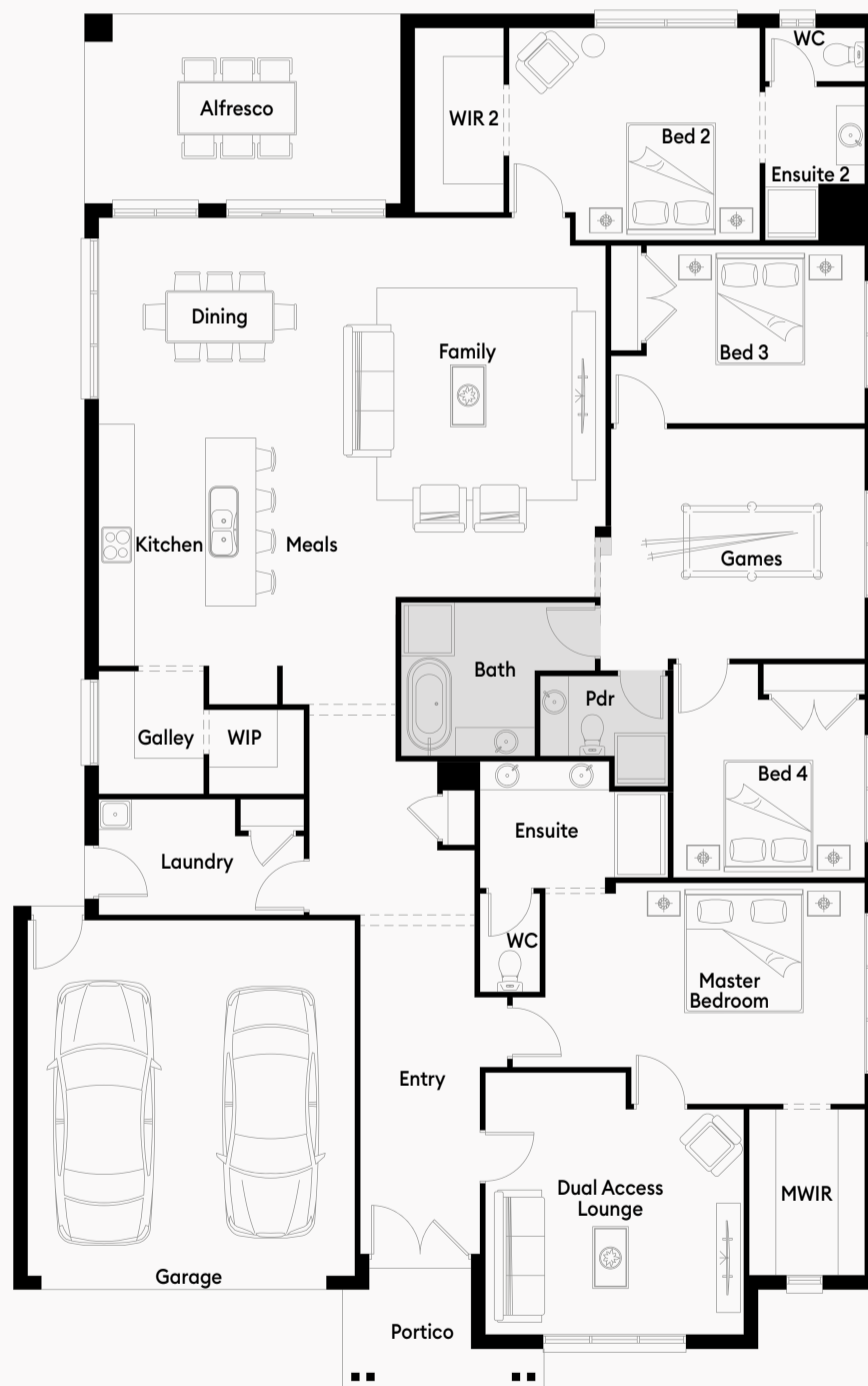 WC
Alfresco
WIR 2
Bed 2
Ensuite 2
Dining
Family
Bed 3
Kitchen
Meals
Games
Bath
Pdr
Galley
WIP
Bed 4
Ensuite
Laundry
WC
Master
Bedroom
Entry
Dual Access
Lounge
MWIR
Garage
Portico